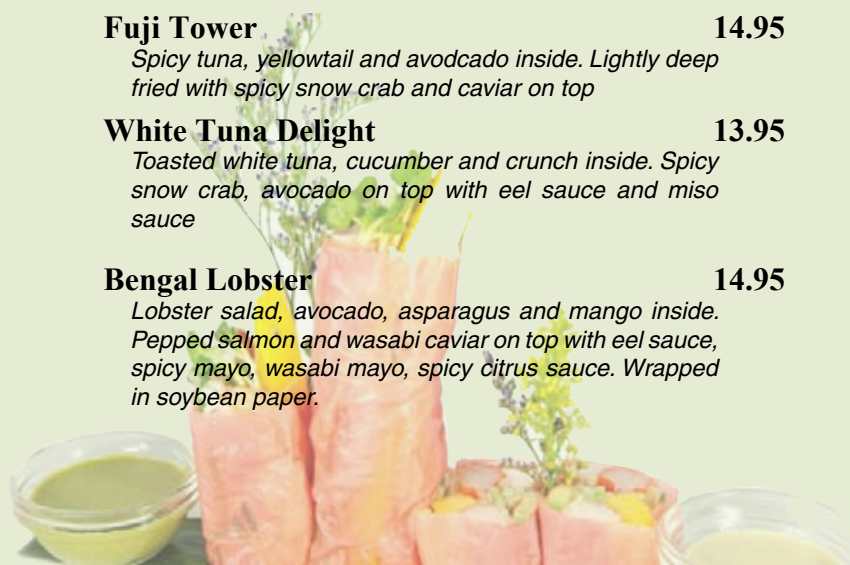 Fuji Tower 14.95
Spicy tuna, yellowtail and avodcado inside. Lightly deep
fried with spicy snow crab and caviar on top
White Tuna Delight 13.95
Toasted white tuna, cucumber and crunch inside. Spicy
snow crab, avocado on top with eel sauce and miso
sauce
Bengal Lobster 14.95
Lobster salad, avocado, asparagus and mango inside.
Pepped salmon and wasabi caviar on top with eel sauce,
spicy mayo, wasabi mayo, spicy citrus sauce. Wrapped
in soybean paper.